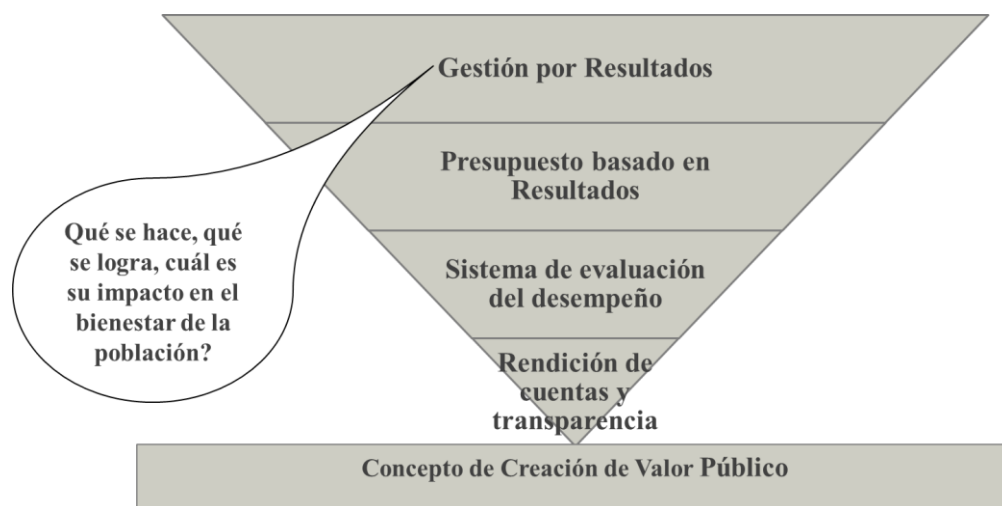 Gestión por Resultados
Presupuesto basado en
Resultados
Qué se hace, qué
se logra, cuál es
su impacto en el
bienestar de la
población?
Sistema de evaluación
del desempeño
Rendición de
cuentas y
transparencia
Concepto de Creación de Valor Público